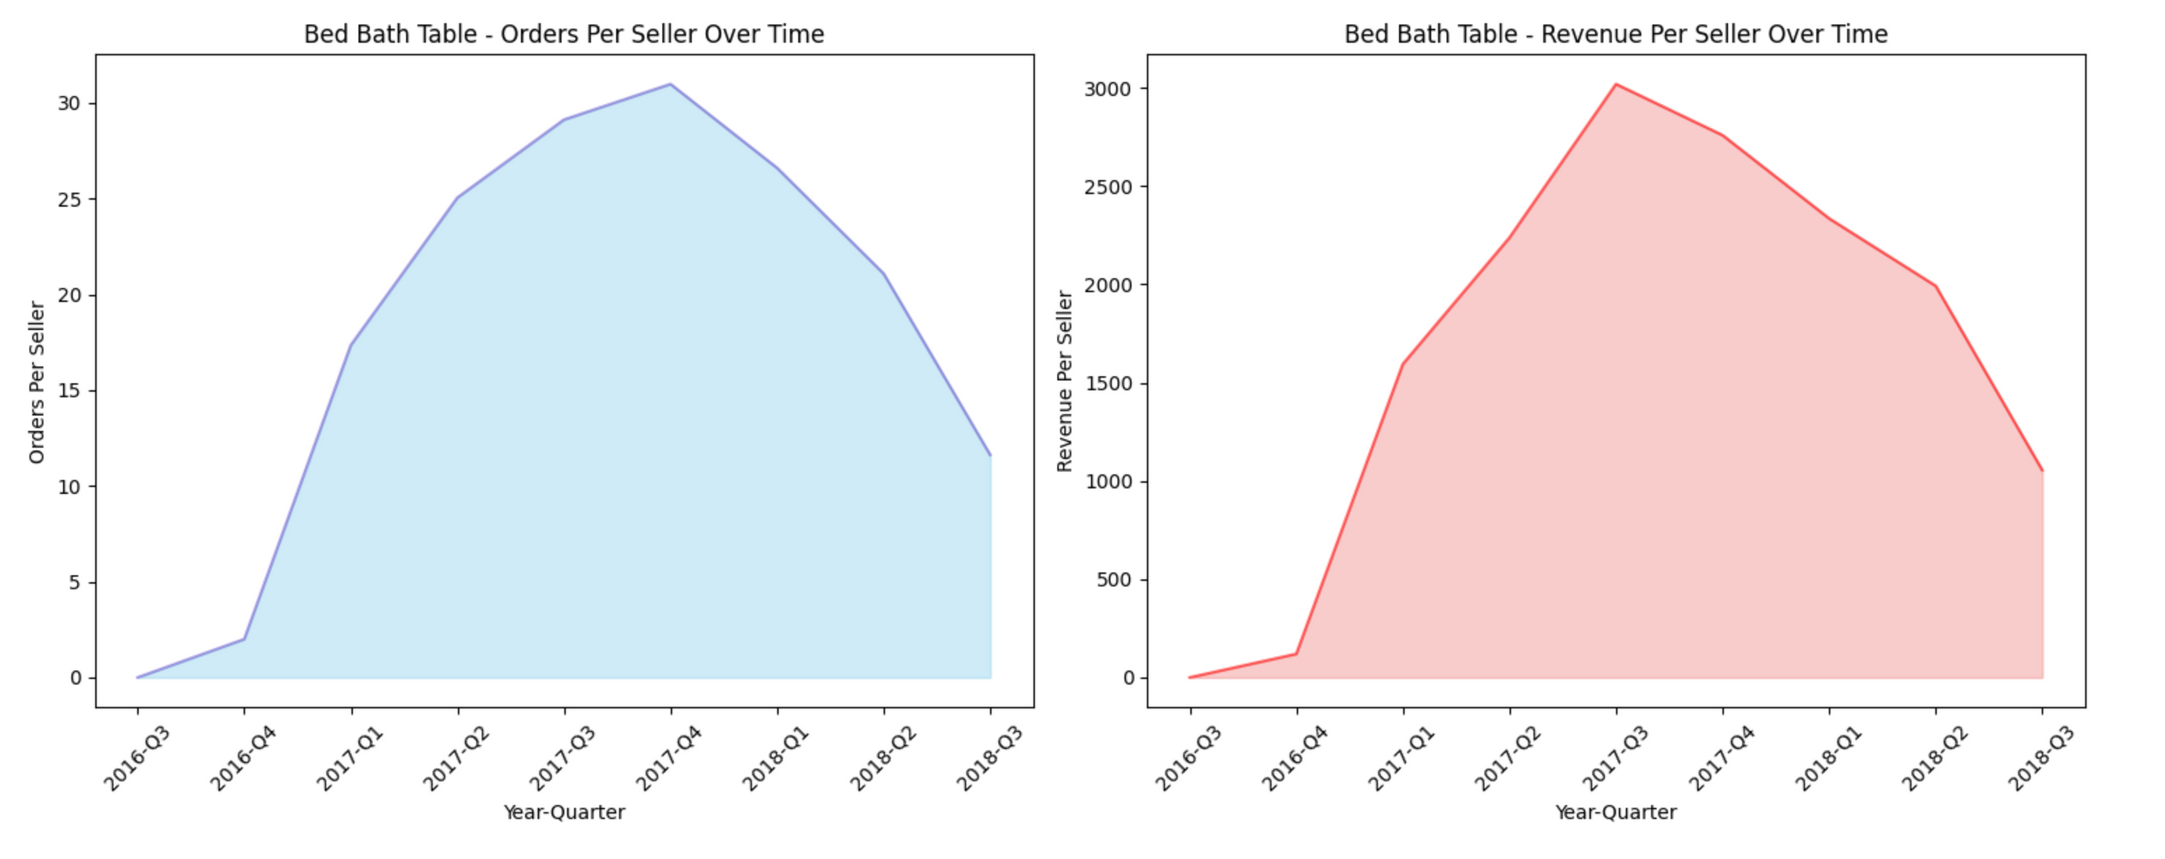 Bed Bath Table - Orders Per Seller Over Time
Orders Per Seller
30
25
20
15
10
5
0
2016-Q3
2016-Q4
2017-Q1
2017-Q2
2017-Q3
2017-Q4
2018-Q1
2018-Q2
2018-Q3
Year-Quarter
Bed Bath Table - Revenue Per Seller Over Time
Revenue Per Seller
3000
2500
2000
1500
1000
500
0
2016-Q3
2016-Q4
2017-Q1
2017-Q2
2017-Q3
2017-Q4
2018-Q1
2018-Q2
2018-Q3
Year-Quarter